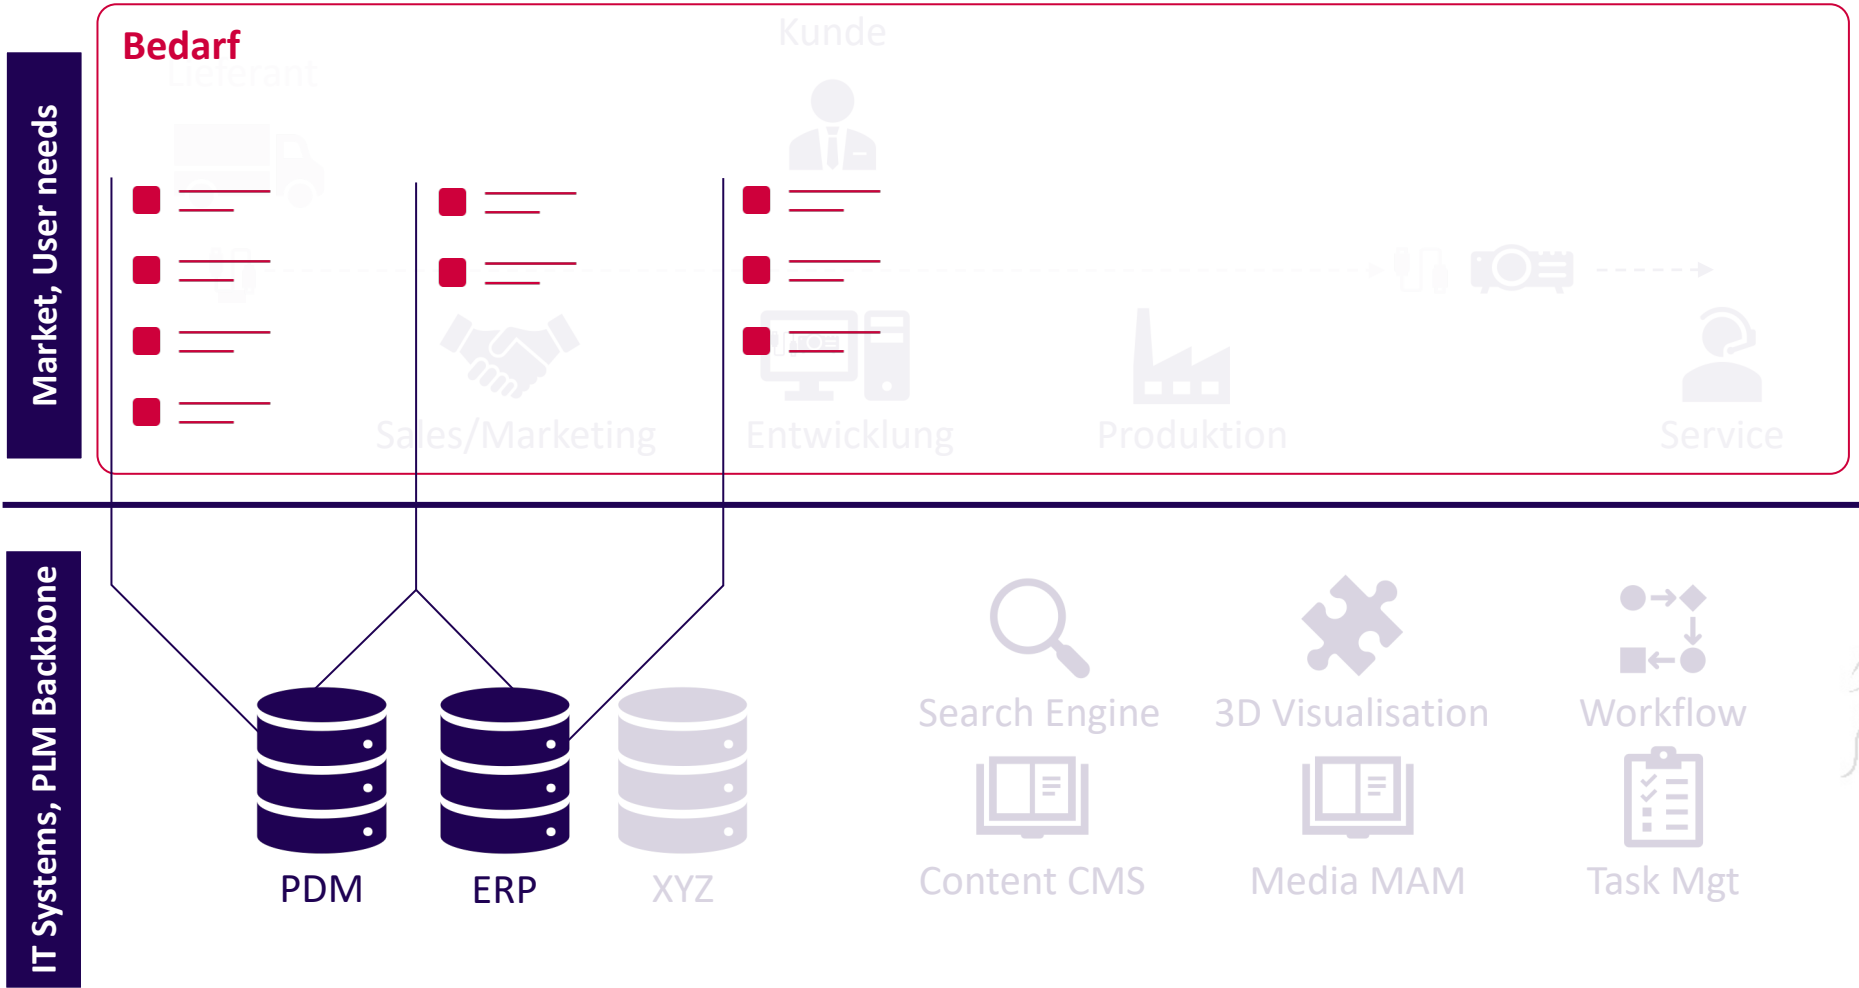 Bedarf
Kunde
Lieferant
Market, User needs
Sales/Marketing
Entwicklung
Produktion
Service
IT Systems, PLM Backbone
Search Engine
3D Visualisation
Workflow
PDM
ERP
XYZ
Content CMS
Media MAM
Task Mgt